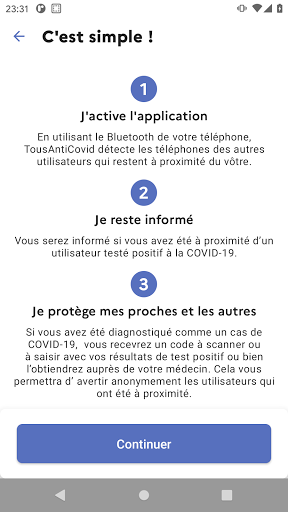 23:31
C'est simple !
1
J'active l'application
En utilisant le Bluetooth de votre téléphone,
TousAntiCovid détecte les téléphones des autres
utilisateurs qui restent à proximité du vôtre.
2
Je reste informé
Vous serez informé si vous avez été à proximité d’un
utilisateur testé positif à la COVID-19.
3
Je protège mes proches et les autres
Si vous avez été diagnostiqué comme un cas de
COVID-19, vous recevrez un code à scanner ou
à saisir avec vos résultats de test positif ou bien
l’obtiendrez auprès de votre médecin. Cela vous
permettra d’ avertir anonymement les utilisateurs qui
ont été à proximité.
Continuer